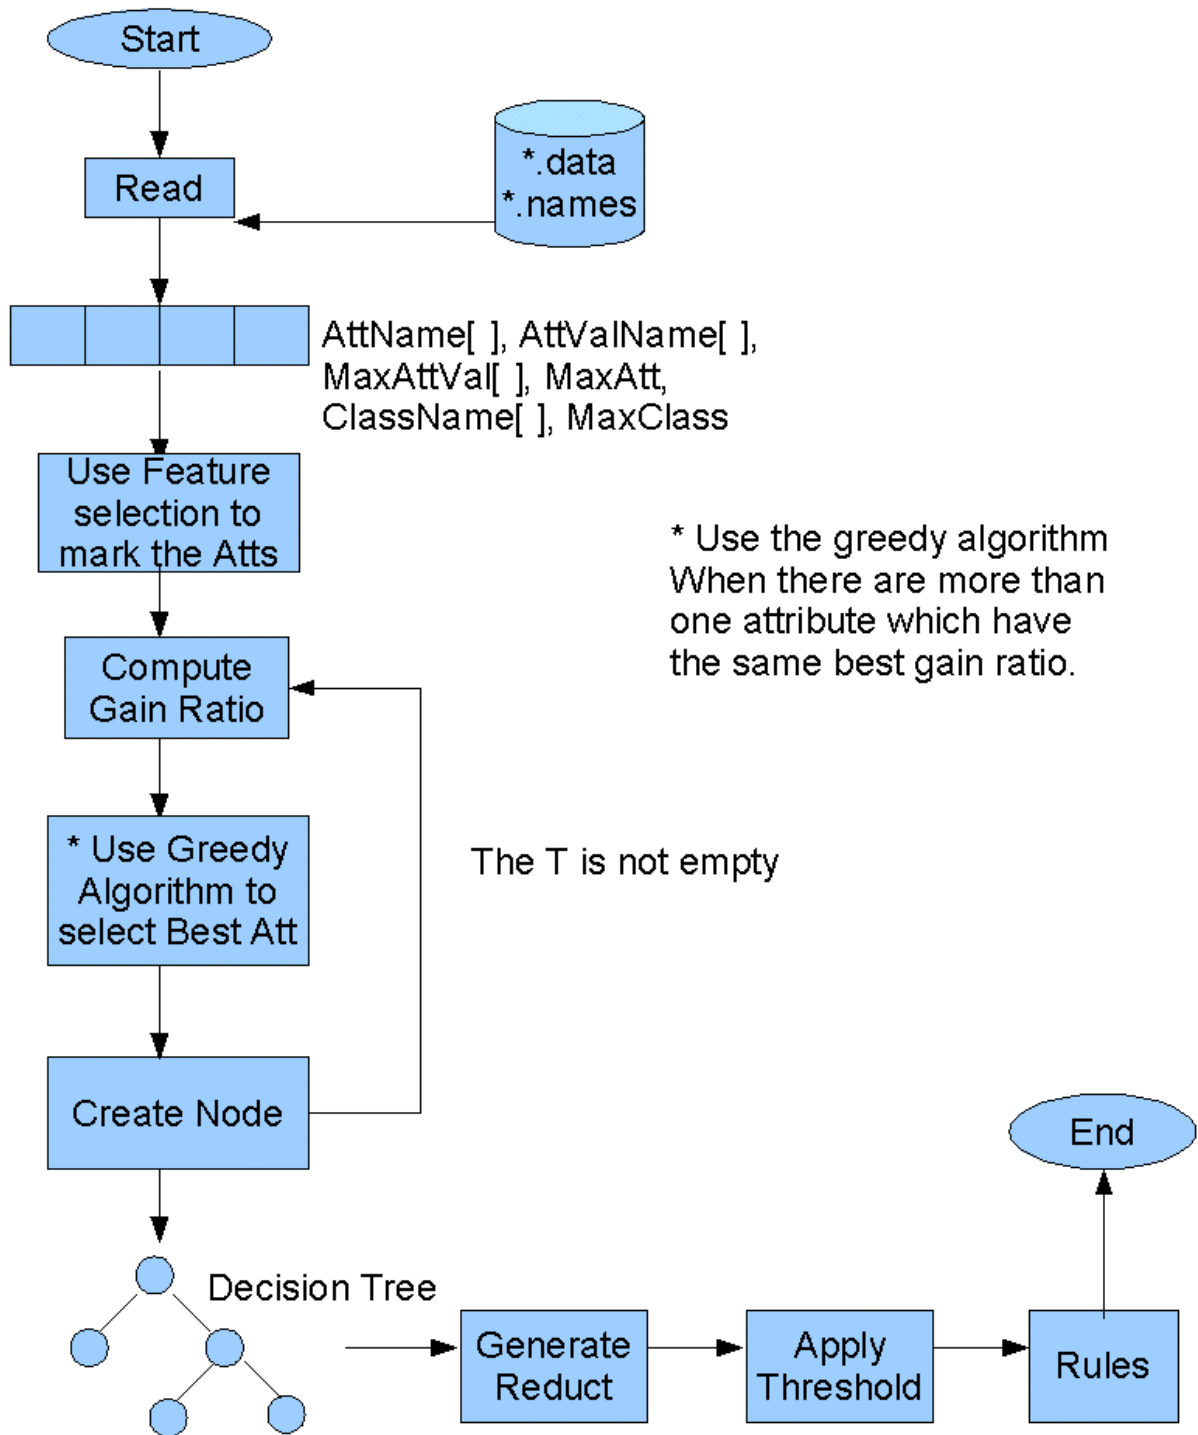 Start
*.data
*.names
Read
AttName[ ], AttValName[ ],
MaxAttVal[ ], MaxAtt,
ClassName[ ], MaxClass
Use Feature
selection to
mark the Atts
* Use the greedy algorithm
When there are more than
one attribute which have
the same best gain ratio.
Compute
Gain Ratio
* Use Greedy
Algorithm to
select Best Att
The T is not empty
Create Node
Decision Tree
Generate
Reduct
Apply
Threshold
Rules
End